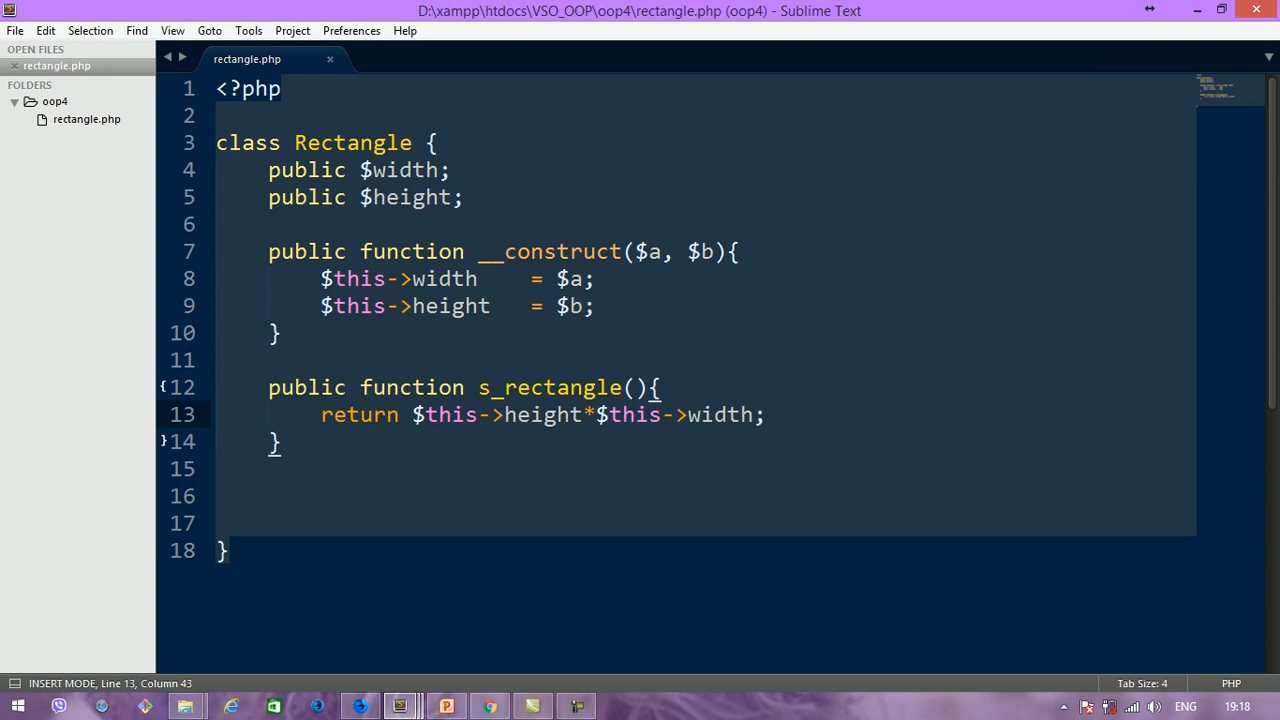 D:\xampp\htdocs\VSO_OOP\oop4\rectangle.php (oop4) - Sublime Text
File Edit Selection Find View Goto Tools Project Preferences Help
OPEN FILES
rectangle.php
FOLDERS
oop4
rectangle.php
rectangle.php
1 <?php
2
3 class Rectangle {
4 public $width;
5 public $height;
6
7 public function __construct($a, $b){
8 $this->width = $a;
9 $this->height = $b;
10 }
11
12 public function s_rectangle(){
13 return $this->height*$this->width;
14 }
15
16
17
18 }
INSERT MODE, Line 13, Column 43 Tab Size: 4 PHP
ENG 19:18